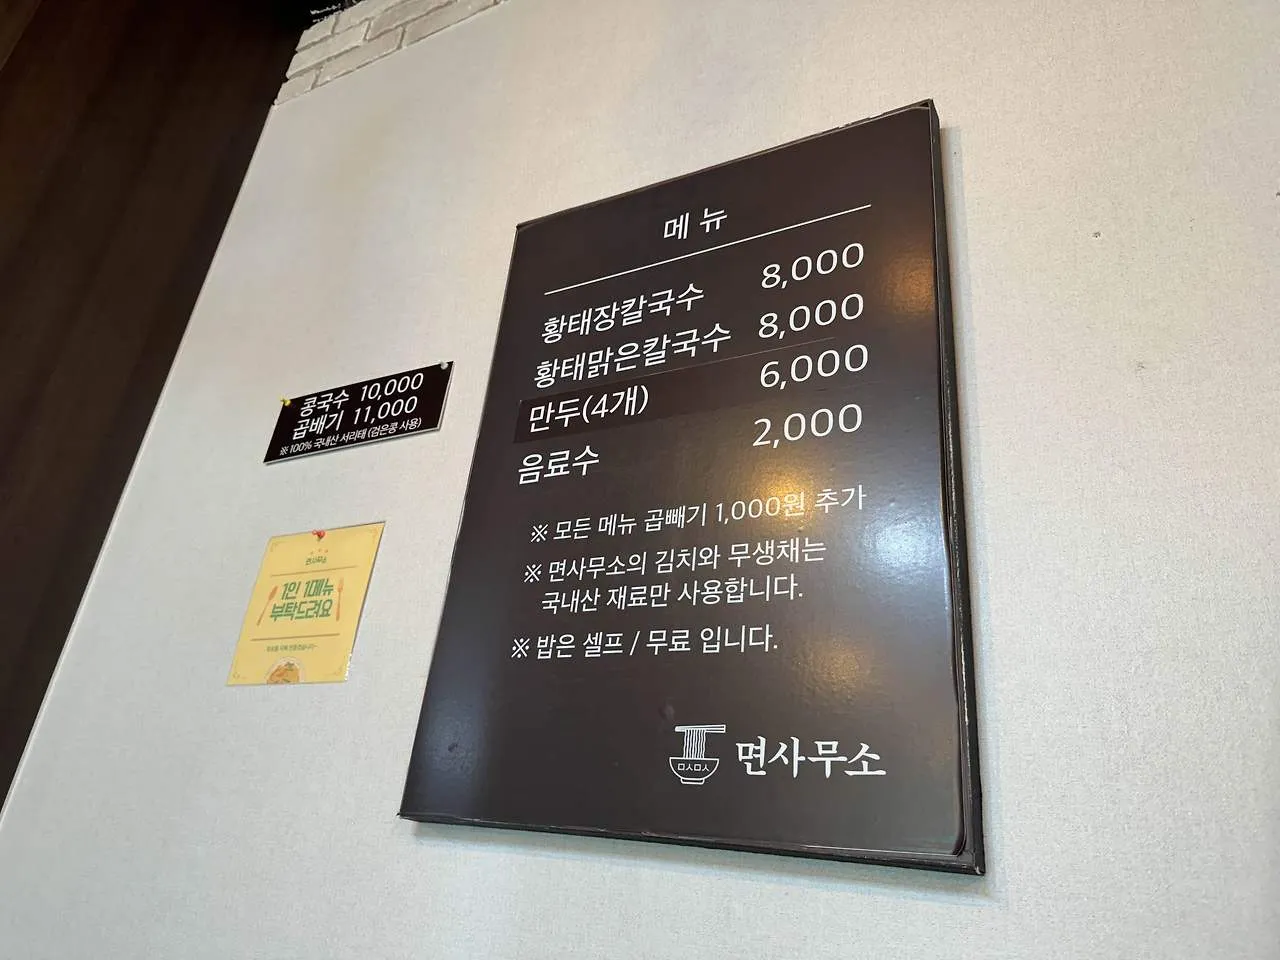 메뉴
황태장칼국수 8,000
황태맑은칼국수 8,000
만두(4개) 6,000
음료수 2,000
※ 모든 메뉴 곱빼기 1,000원 추가
※ 면사무소의 김치와 무생채는
국내산 재료만 사용합니다.
※ 밥은 셀프 / 무료 입니다.
ㅁㅅㅁㅅ
면사무소
콩국수 10,000
곱배기 11,000
※100% 국내산 서리태 (검은콩 사용)
면사무소
1인 1메뉴
부탁드려요